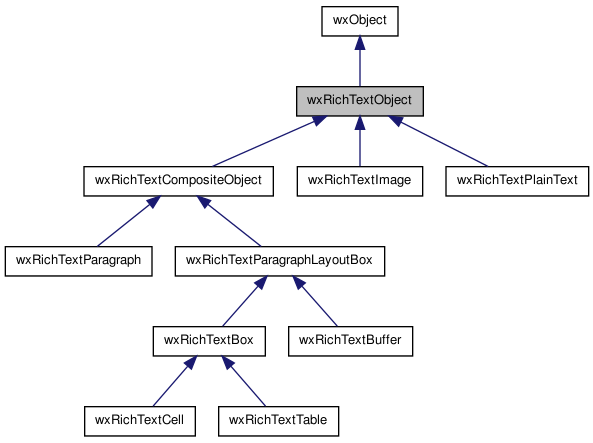 wxObject
wxRichTextObject
wxRichTextCompositeObject
wxRichTextImage
wxRichTextPlainText
wxRichTextParagraph
wxRichTextParagraphLayoutBox
wxRichTextBox
wxRichTextBuffer
wxRichTextCell
wxRichTextTable